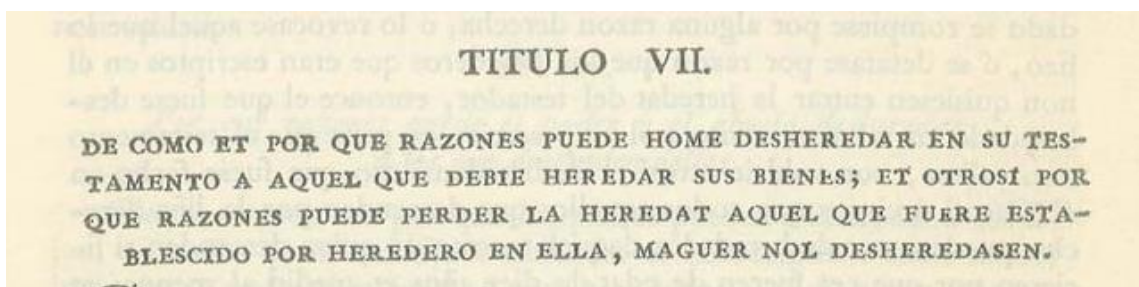 TITULO VII.
DE COMO ET POR QUE RAZONES PUEDE HOME DESHEREDAR EN SU TES-
TAMENTO A AQUEL QUE DEBIE HEREDAR SUS BIENES; ET OTROSÍ POR
QUE RAZONES PUEDE PERDER LA HEREDAT AQUEL QUE FUERE ESTA-
BLESCIDO POR HEREDERO EN ELLA, MAGUER NOL DESHEREDASEN.